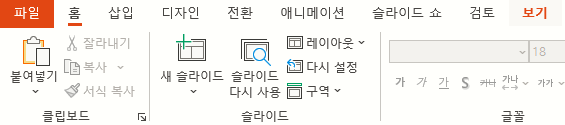 파일 홈 삽입 디자인 전환 애니메이션 슬라이드 쇼 검토 보기
붙여넣기
잘라내기
복사
서식 복사
클립보드
새 슬라이드
슬라이드
다시 사용
레이아웃
다시 설정
구역
슬라이드
18
가 가 가 S 가나 가나 가가
글꼴